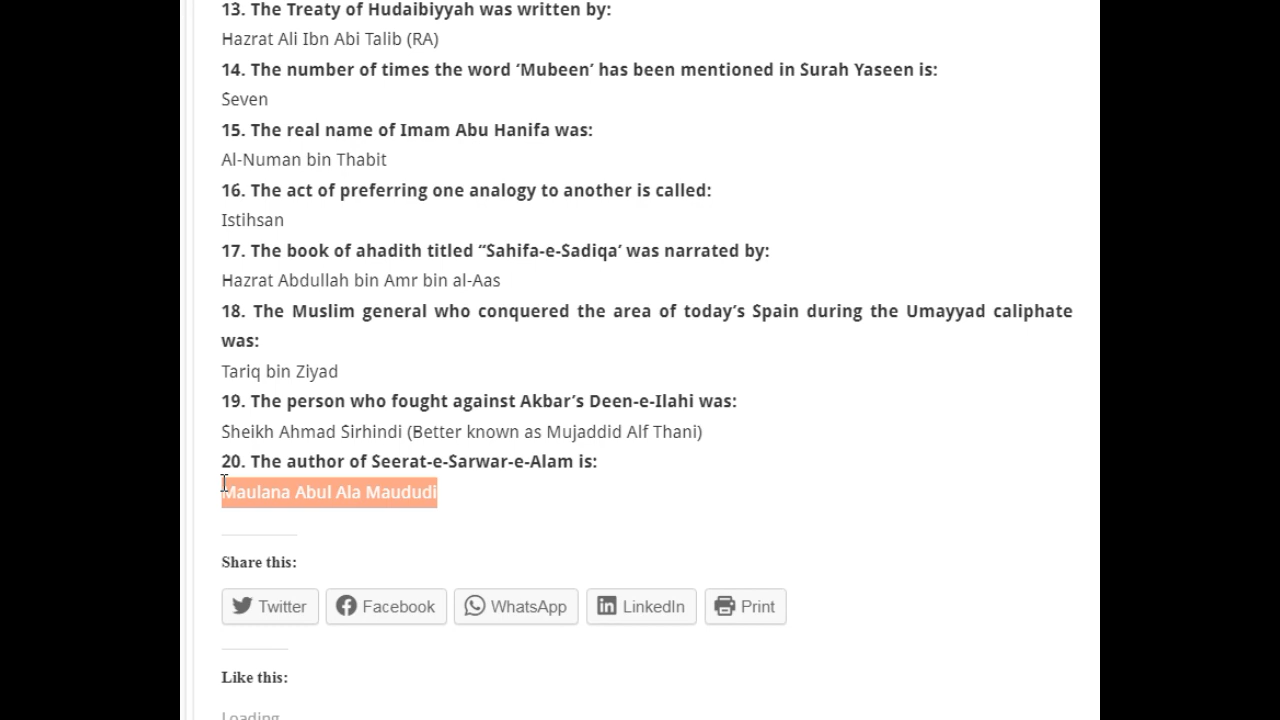 13. The Treaty of Hudaibiyyah was written by:
Hazrat Ali Ibn Abi Talib (RA)
14. The number of times the word ‘Mubeen’ has been mentioned in Surah Yaseen is:
Seven
15. The real name of Imam Abu Hanifa was:
Al-Numan bin Thabit
16. The act of preferring one analogy to another is called:
Istihsan
17. The book of ahadith titled “Sahifa-e-Sadiqa’ was narrated by:
Hazrat Abdullah bin Amr bin al-Aas
18. The Muslim general who conquered the area of today’s Spain during the Umayyad caliphate
was:
Tariq bin Ziyad
19. The person who fought against Akbar’s Deen-e-Ilahi was:
Sheikh Ahmad Sirhindi (Better known as Mujaddid Alf Thani)
20. The author of Seerat-e-Sarwar-e-Alam is:
Maulana Abul Ala Maududi
Share this:
Twitter Facebook WhatsApp LinkedIn Print
Like this:
Loading